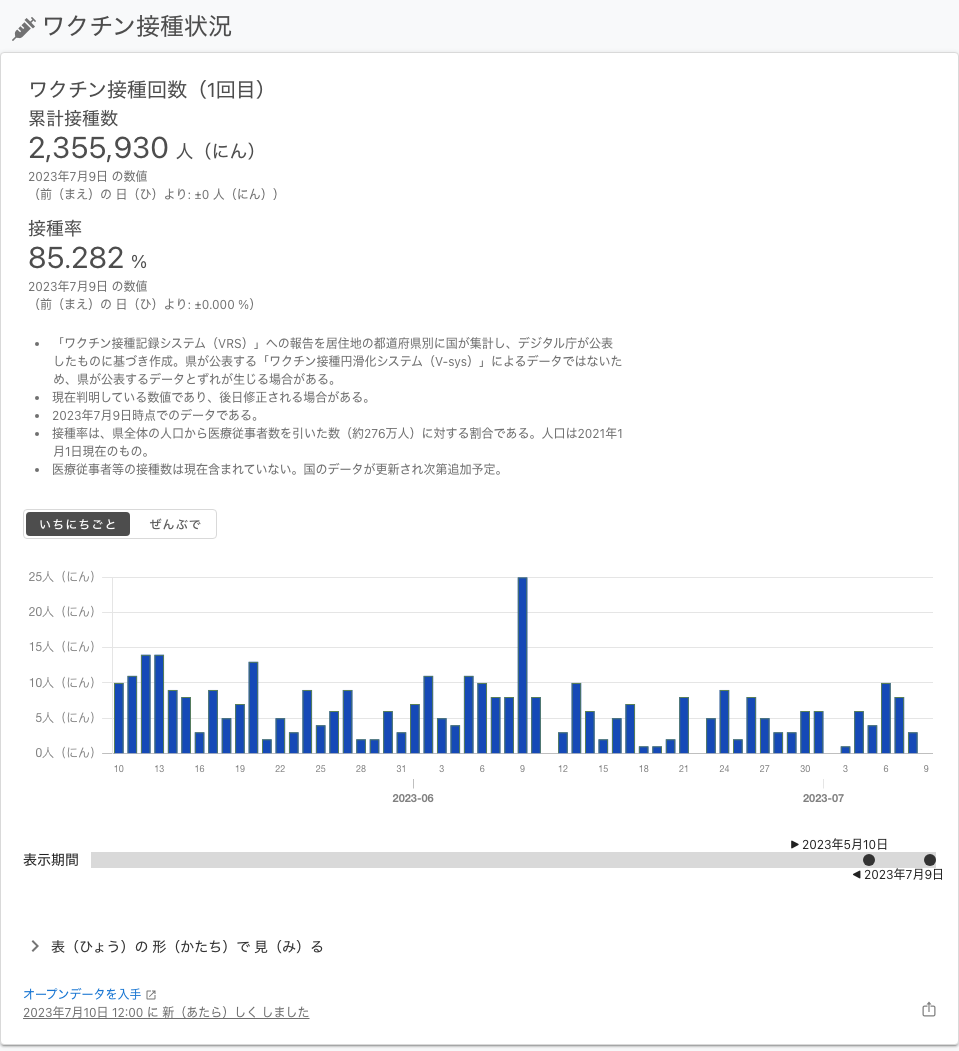 ワクチン接種状況
ワクチン接種回数（1回目）
累計接種数
2,355,930 人（にん）
2023年7月9日 の数値
（前（まえ）の 日（ひ）より: ±0 人（にん））
接種率
85.282 %
2023年7月9日 の数値
（前（まえ）の 日（ひ）より: ±0.000 %）
• 「ワクチン接種記録システム（VRS）」への報告を居住地の都道府県別に国が集計し、デジタル庁が公表
したものに基づき作成。県が公表する「ワクチン接種円滑化システム（V-sys）」によるデータではないた
め、県が公表するデータとずれが生じる場合がある。
• 現在判明している数値であり、後日修正される場合がある。
• 2023年7月9日時点でのデータである。
• 接種率は、県全体の人口から医療従事者数を引いた数（約276万人）に対する割合である。人口は2021年1
月1日現在のもの。
• 医療従事者等の接種数は現在含まれていない。国のデータが更新され次第追加予定。
いちにちごと ぜんぶで
25人（にん）
20人（にん）
15人（にん）
10人（にん）
5人（にん）
0人（にん）
10 13 16 19 22 25 28 31 3 6 9 12 15 18 21 24 27 30 3 6 9
2023-06 2023-07
▶ 2023年5月10日
表示期間
◀ 2023年7月9日
表（ひょう）の 形（かたち）で 見（み）る
オープンデータを入手
2023年7月10日 12:00 に 新（あたら）しく しました